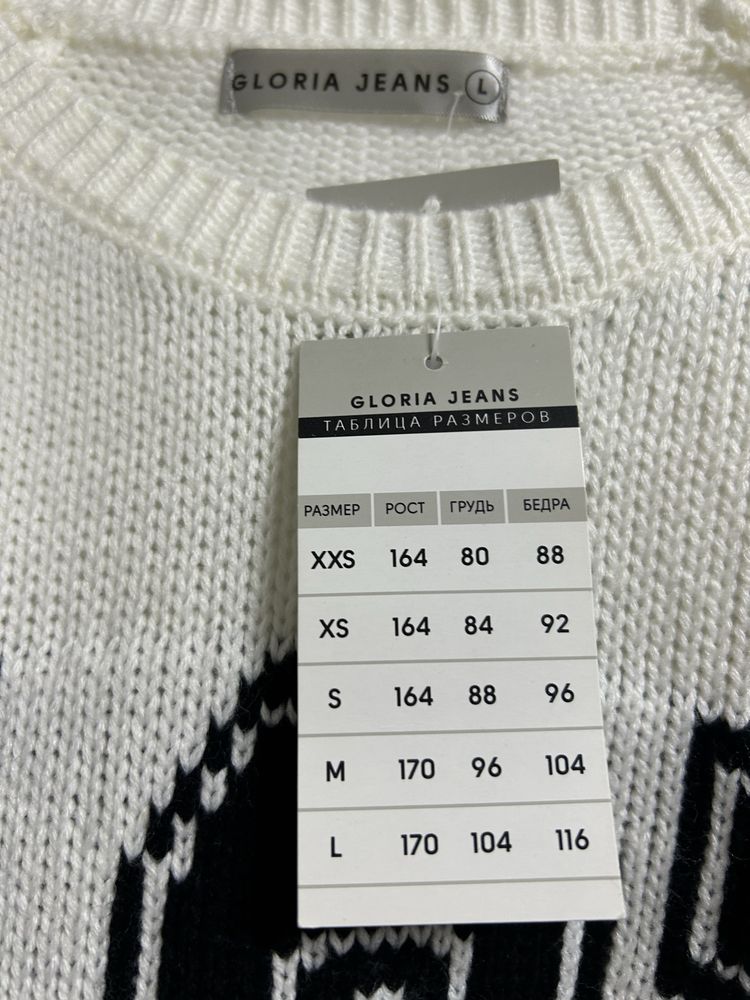 GLORIA JEANS L
GLORIA JEANS
ТАБЛИЦА РАЗМЕРОВ
РАЗМЕР РОСТ ГРУДЬ БЕДРА
XXS 164 80 88
XS 164 84 92
S 164 88 96
M 170 96 104
L 170 104 116